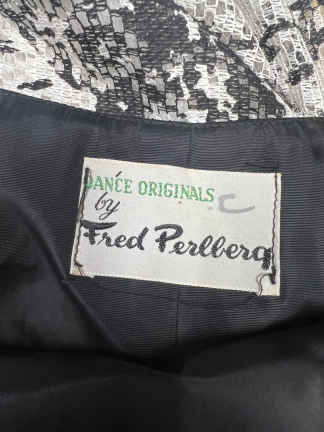 DANCE ORIGINALS C
by
Fred Perlberg